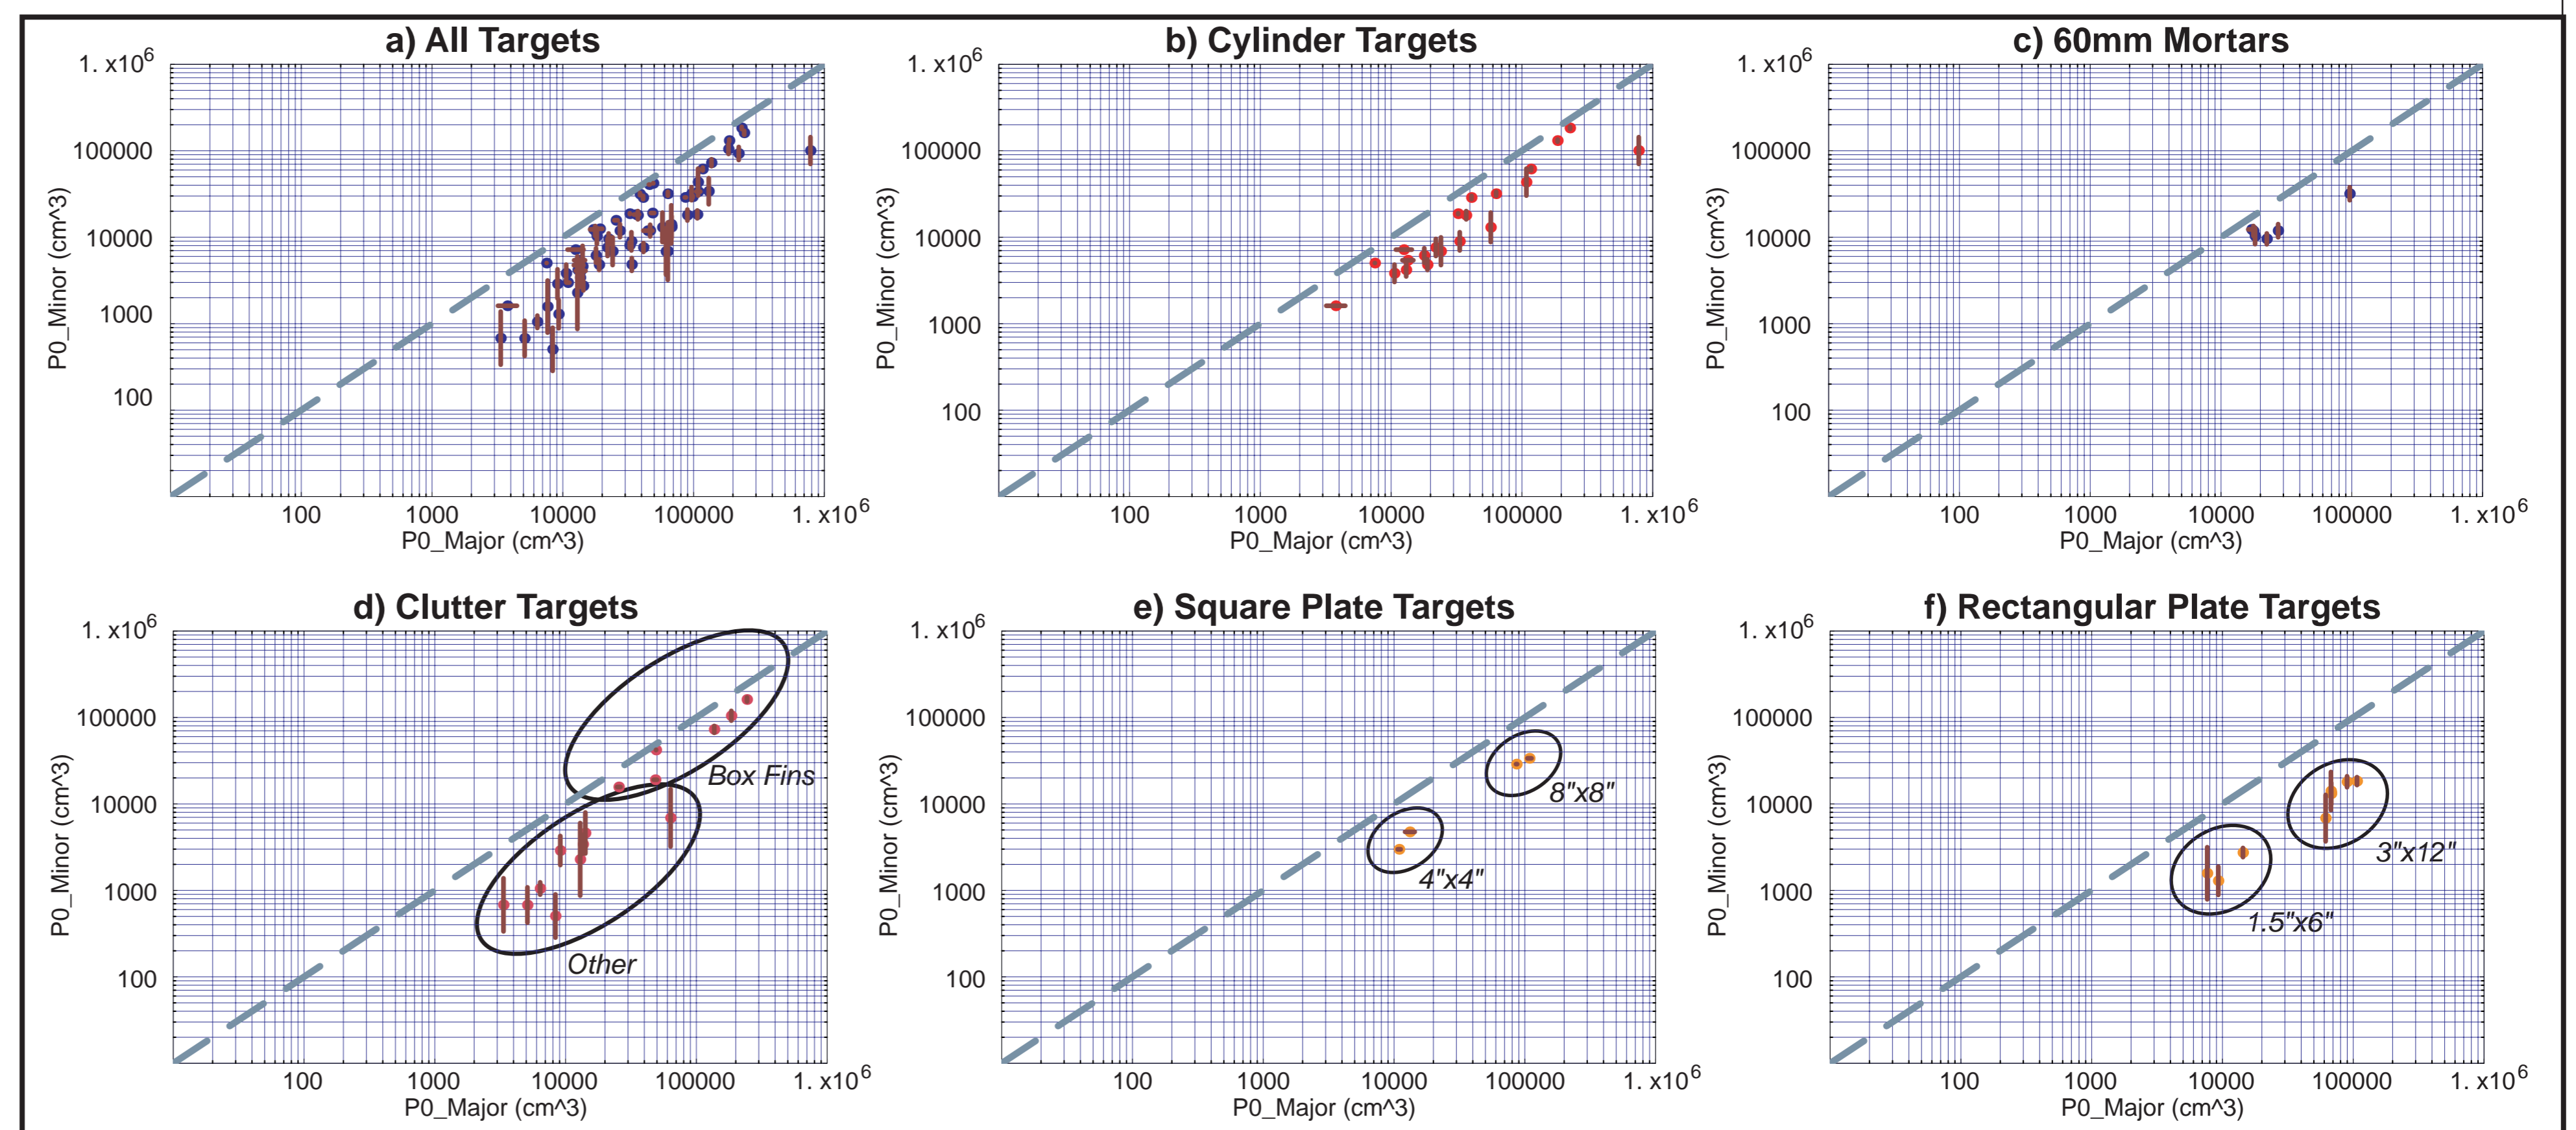 a) All Targets
1. x10^6
100000
10000
1000
100
P0_Minor (cm^3)
100 1000 10000 100000 1. x10^6
P0_Major (cm^3)
b) Cylinder Targets
1. x10^6
100000
10000
1000
100
P0_Minor (cm^3)
100 1000 10000 100000 1. x10^6
P0_Major (cm^3)
c) 60mm Mortars
1. x10^6
100000
10000
1000
100
P0_Minor (cm^3)
100 1000 10000 100000 1. x10^6
P0_Major (cm^3)
d) Clutter Targets
1. x10^6
100000
10000
1000
100
P0_Minor (cm^3)
Box Fins
Other
100 1000 10000 100000 1. x10^6
P0_Major (cm^3)
e) Square Plate Targets
1. x10^6
100000
10000
1000
100
P0_Minor (cm^3)
8"x8"
4"x4"
100 1000 10000 100000 1. x10^6
P0_Major (cm^3)
f) Rectangular Plate Targets
1. x10^6
100000
10000
1000
100
P0_Minor (cm^3)
3"x12"
1.5"x6"
100 1000 10000 100000 1. x10^6
P0_Major (cm^3)